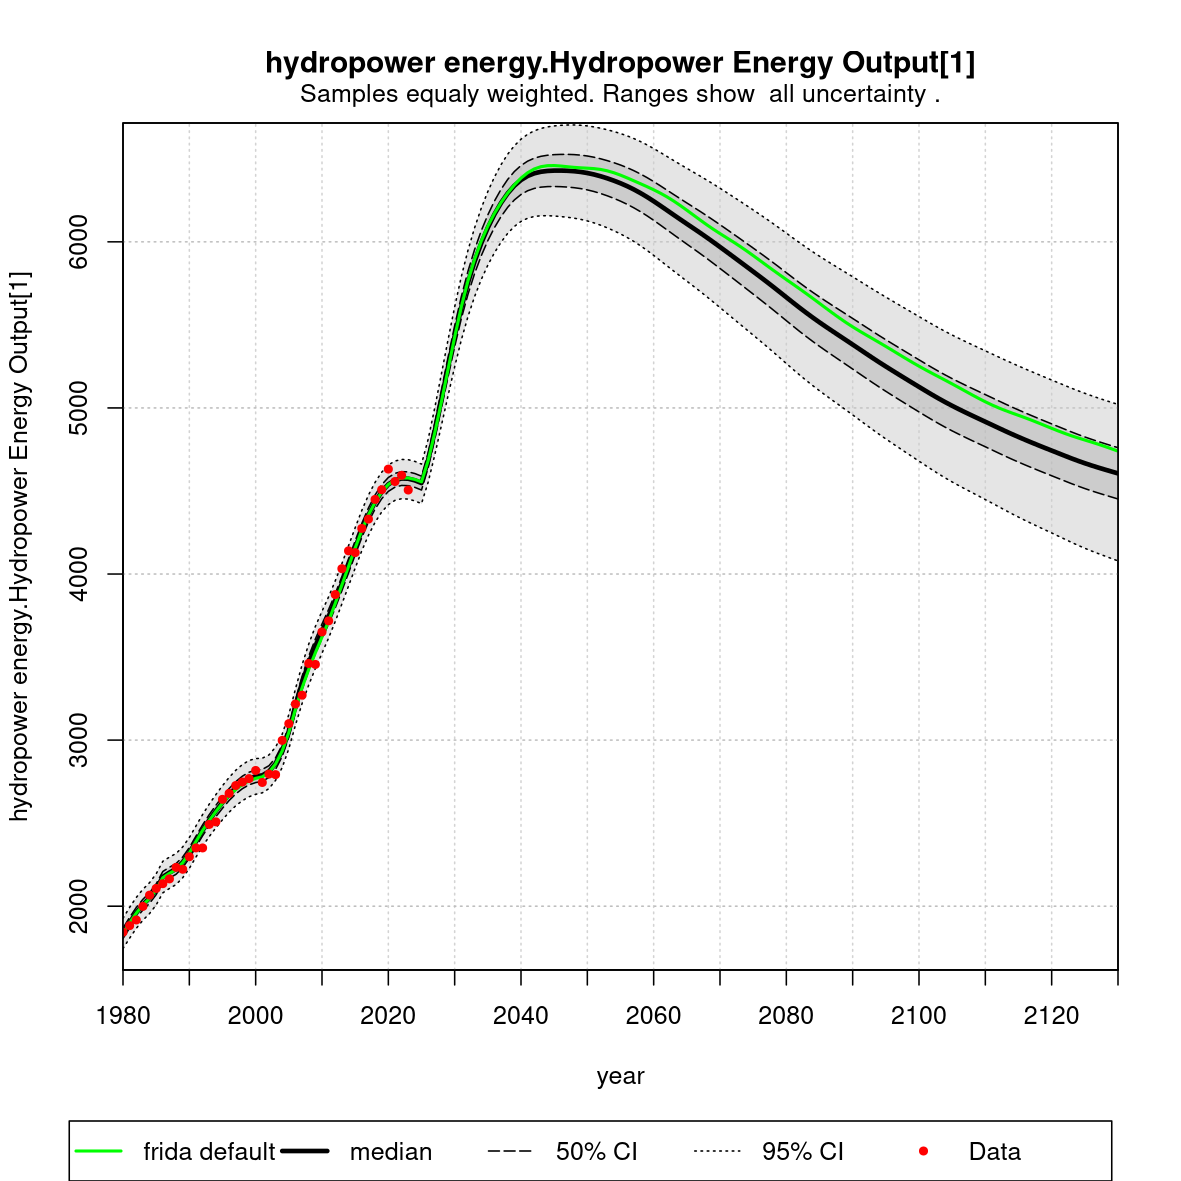 hydropower energy.Hydropower Energy Output[1]
Samples equaly weighted. Ranges show  all uncertainty .
hydropower energy.Hydropower Energy Output[1]
6000
5000
4000
3000
2000
1980 2000 2020 2040 2060 2080 2100 2120
year
frida default median 50% CI 95% CI Data